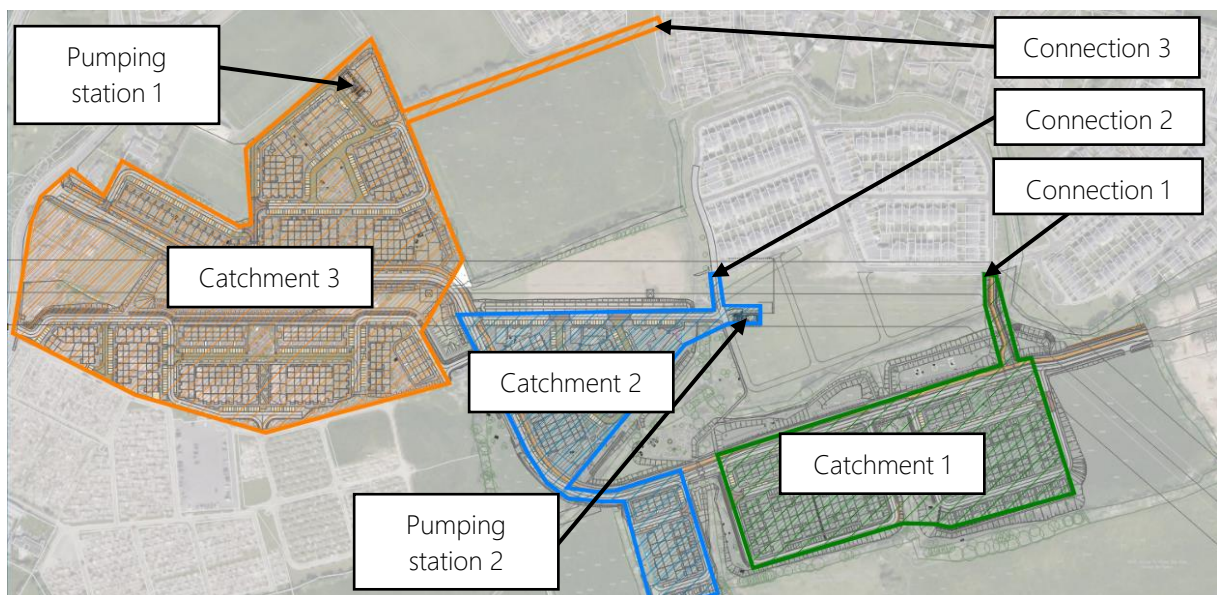 Pumping
station 1
Connection 3
Connection 2
Connection 1
Catchment 3
Catchment 2
Catchment 1
Pumping
station 2